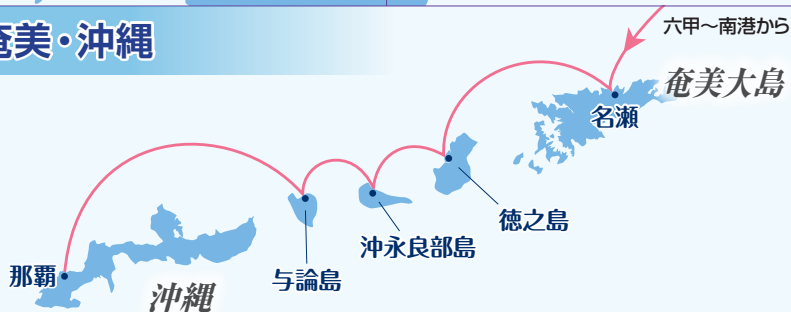 奄美・沖縄
六甲〜南港から
奄美大島
名瀬
徳之島
沖永良部島
与論島
那覇
沖縄